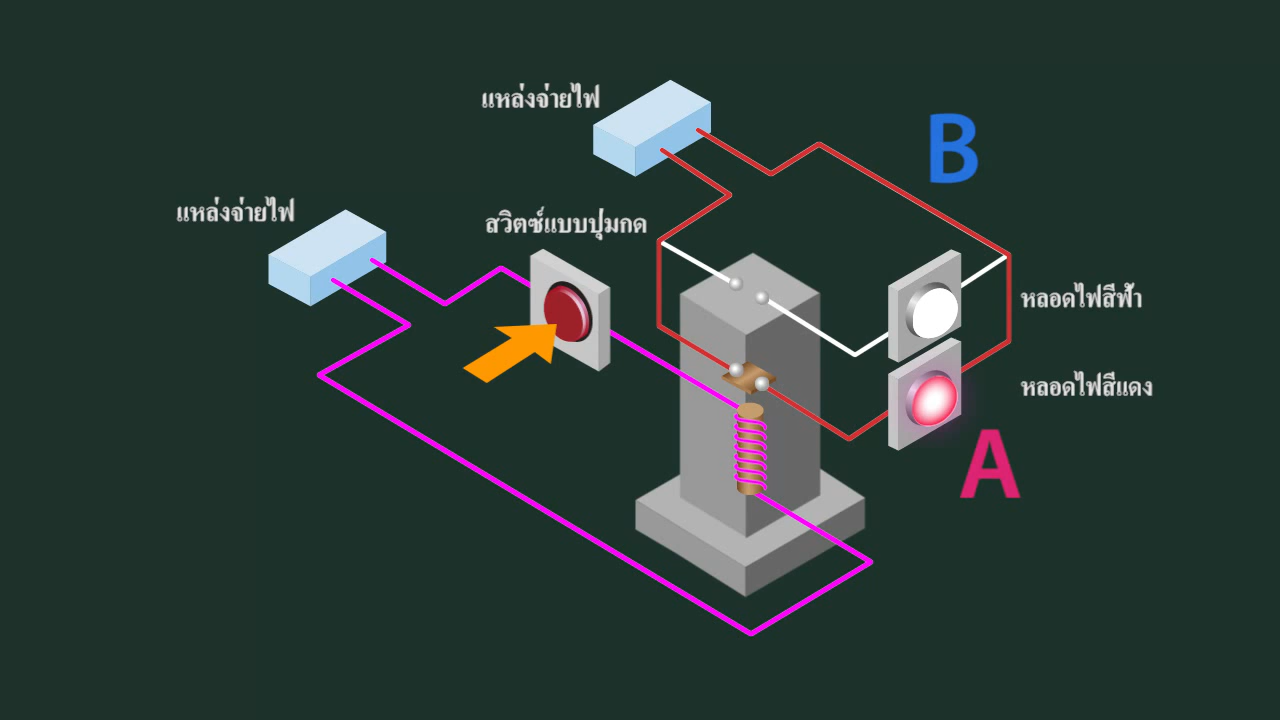 แหล่งจ่ายไฟ
B
แหล่งจ่ายไฟ
สวิตซ์แบบปุ่มกด
หลอดไฟสีฟ้า
หลอดไฟสีแดง
A